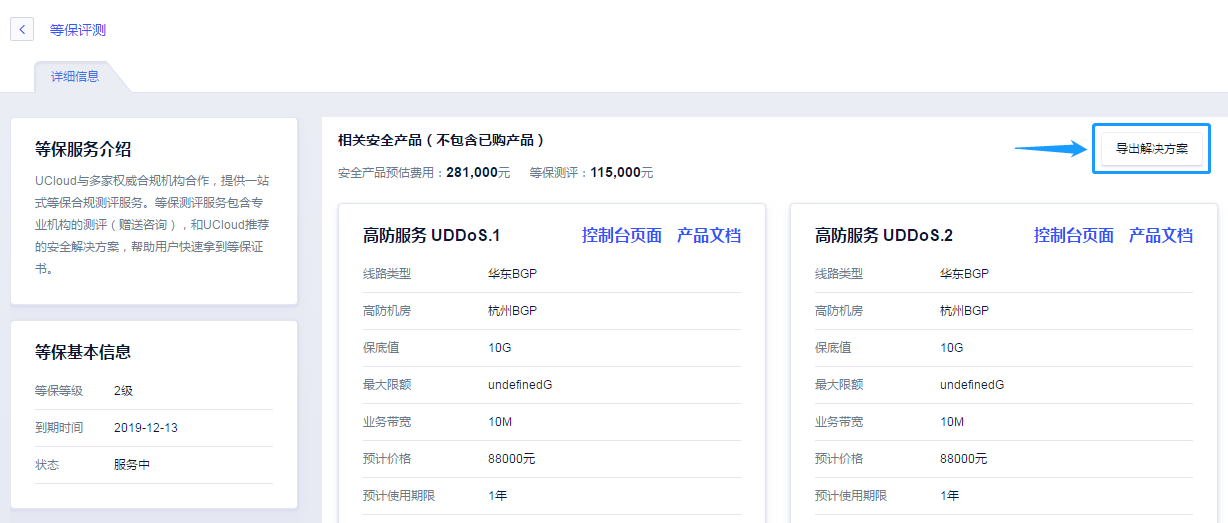 等保评测
详细信息
等保服务介绍
UCloud与多家权威合规机构合作，提供一站
式等保合规测评服务。等保测评服务包含专
业机构的测评（赠送咨询），和UCloud推荐
的安全解决方案，帮助用户快速拿到等保证
书。
等保基本信息
等保等级 2级
到期时间 2019-12-13
状态 服务中
相关安全产品（不包含已购产品）
安全产品预估费用：281,000元 等保测评：115,000元
导出解决方案
高防服务 UDDoS.1 控制台页面 产品文档
线路类型 华东BGP
高防机房 杭州BGP
保底值 10G
最大限额 undefinedG
业务带宽 10M
预计价格 88000元
预计使用期限 1年
高防服务 UDDoS.2 控制台页面 产品文档
线路类型 华东BGP
高防机房 杭州BGP
保底值 10G
最大限额 undefinedG
业务带宽 10M
预计价格 88000元
预计使用期限 1年